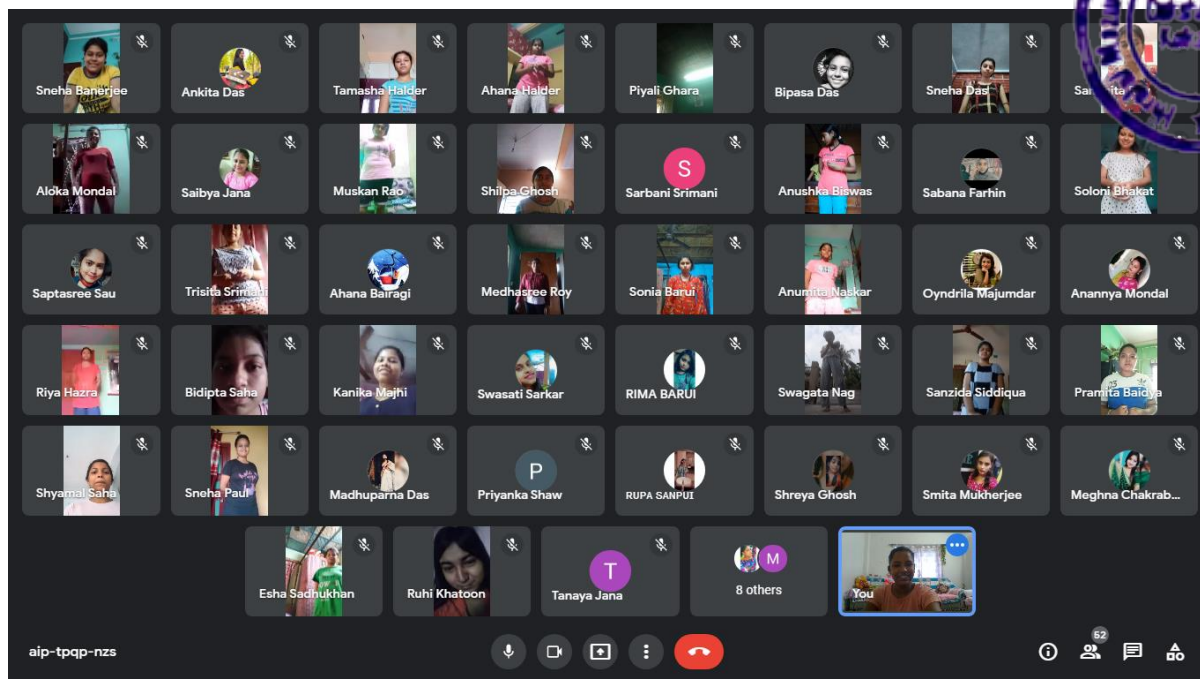 Sneha Banerjee
Ankita Das
Tamasha Halder
Ahana Halder
Piyali Ghara
Bipasa Das
Sneha Das
Aloka Mondal
Saibya Jana
Muskan Rao
Shilpa Ghosh
S
Sarbani Srimani
Anushka Biswas
Sabana Farhin
Soloni Bhakat
Saptasree Sau
Trisita Srimani
Ahana Bairagi
Medhasree Roy
Sonia Barui
Anumita Naskar
Oyndrila Majumdar
Anannya Mondal
Riya Hazra
Bidipta Saha
Kanika Majhi
Swasati Sarkar
RIMA BARUI
Swagata Nag
Sanzida Siddiqua
Pramita Baidya
Shyamal Saha
Sneha Paul
Madhuparna Das
P
Priyanka Shaw
RUPA SANPUI
Shreya Ghosh
Smita Mukherjee
Meghna Chakrab...
Esha Sadhukhan
Ruhi Khatoon
T
Tanaya Jana
M
8 others
You
aip-tpqp-nzs
52